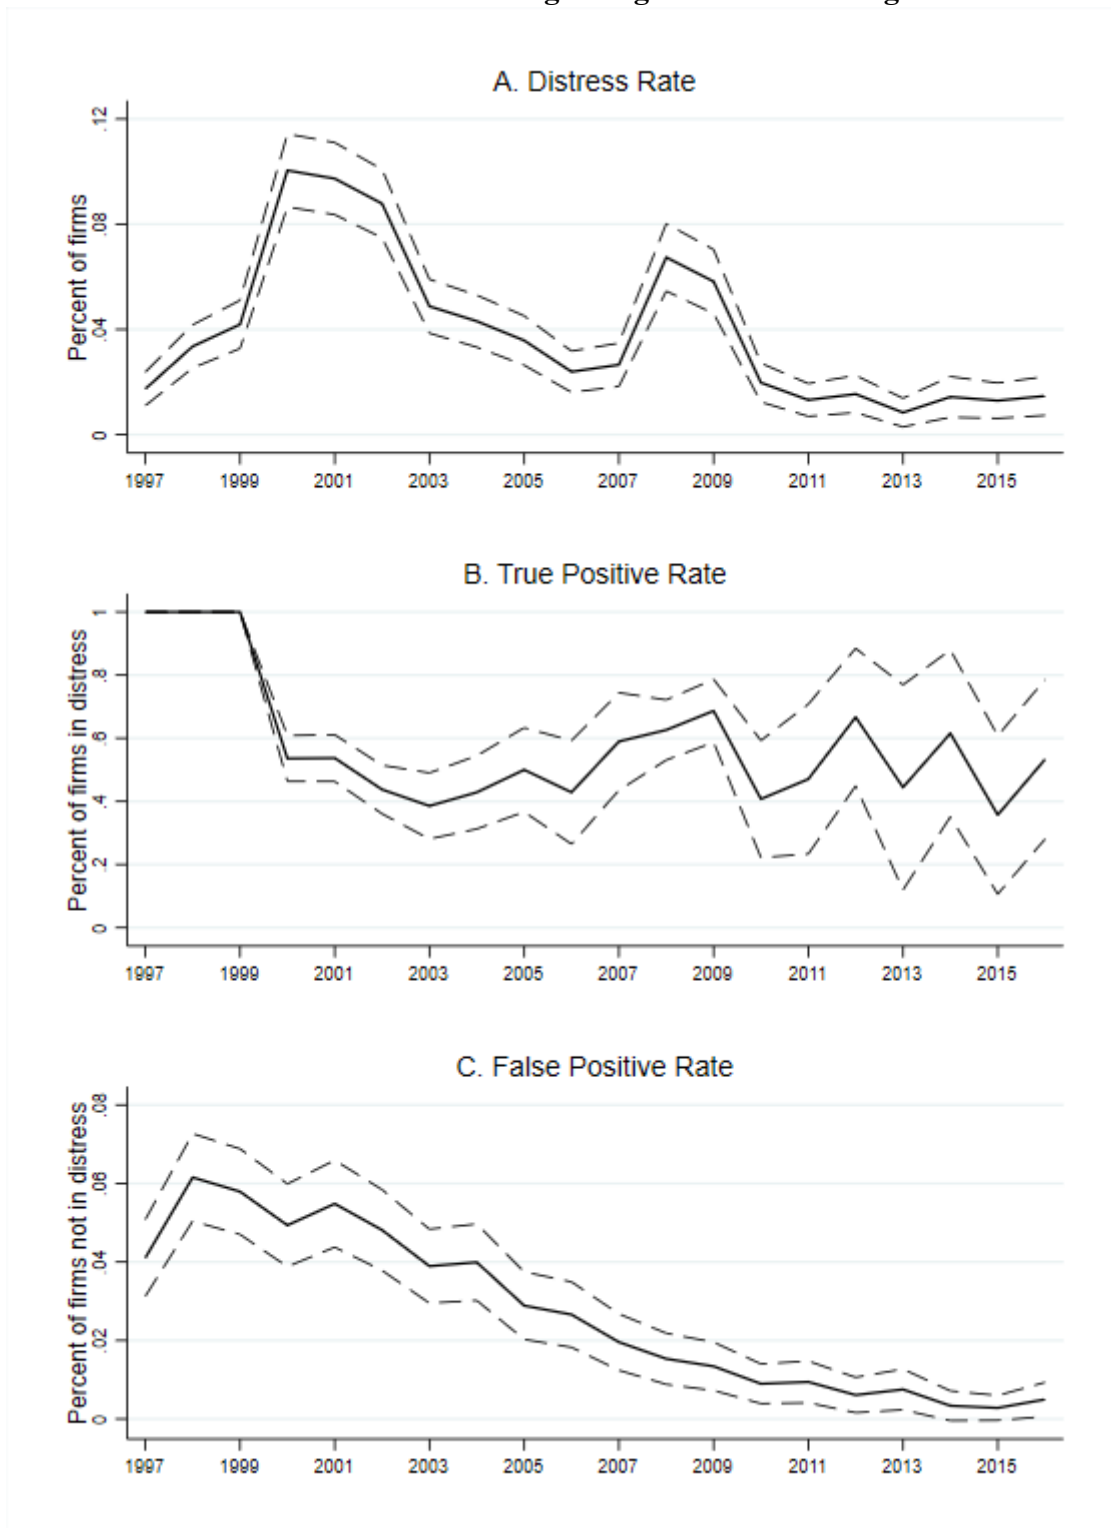 A. Distress Rate
Percent of firms
.12
.08
.04
0
1997 1999 2001 2003 2005 2007 2009 2011 2013 2015
B. True Positive Rate
Percent of firms in distress
1
.8
.6
.4
.2
0
1997 1999 2001 2003 2005 2007 2009 2011 2013 2015
C. False Positive Rate
Percent of firms not in distress
.08
.06
.04
.02
0
1997 1999 2001 2003 2005 2007 2009 2011 2013 2015